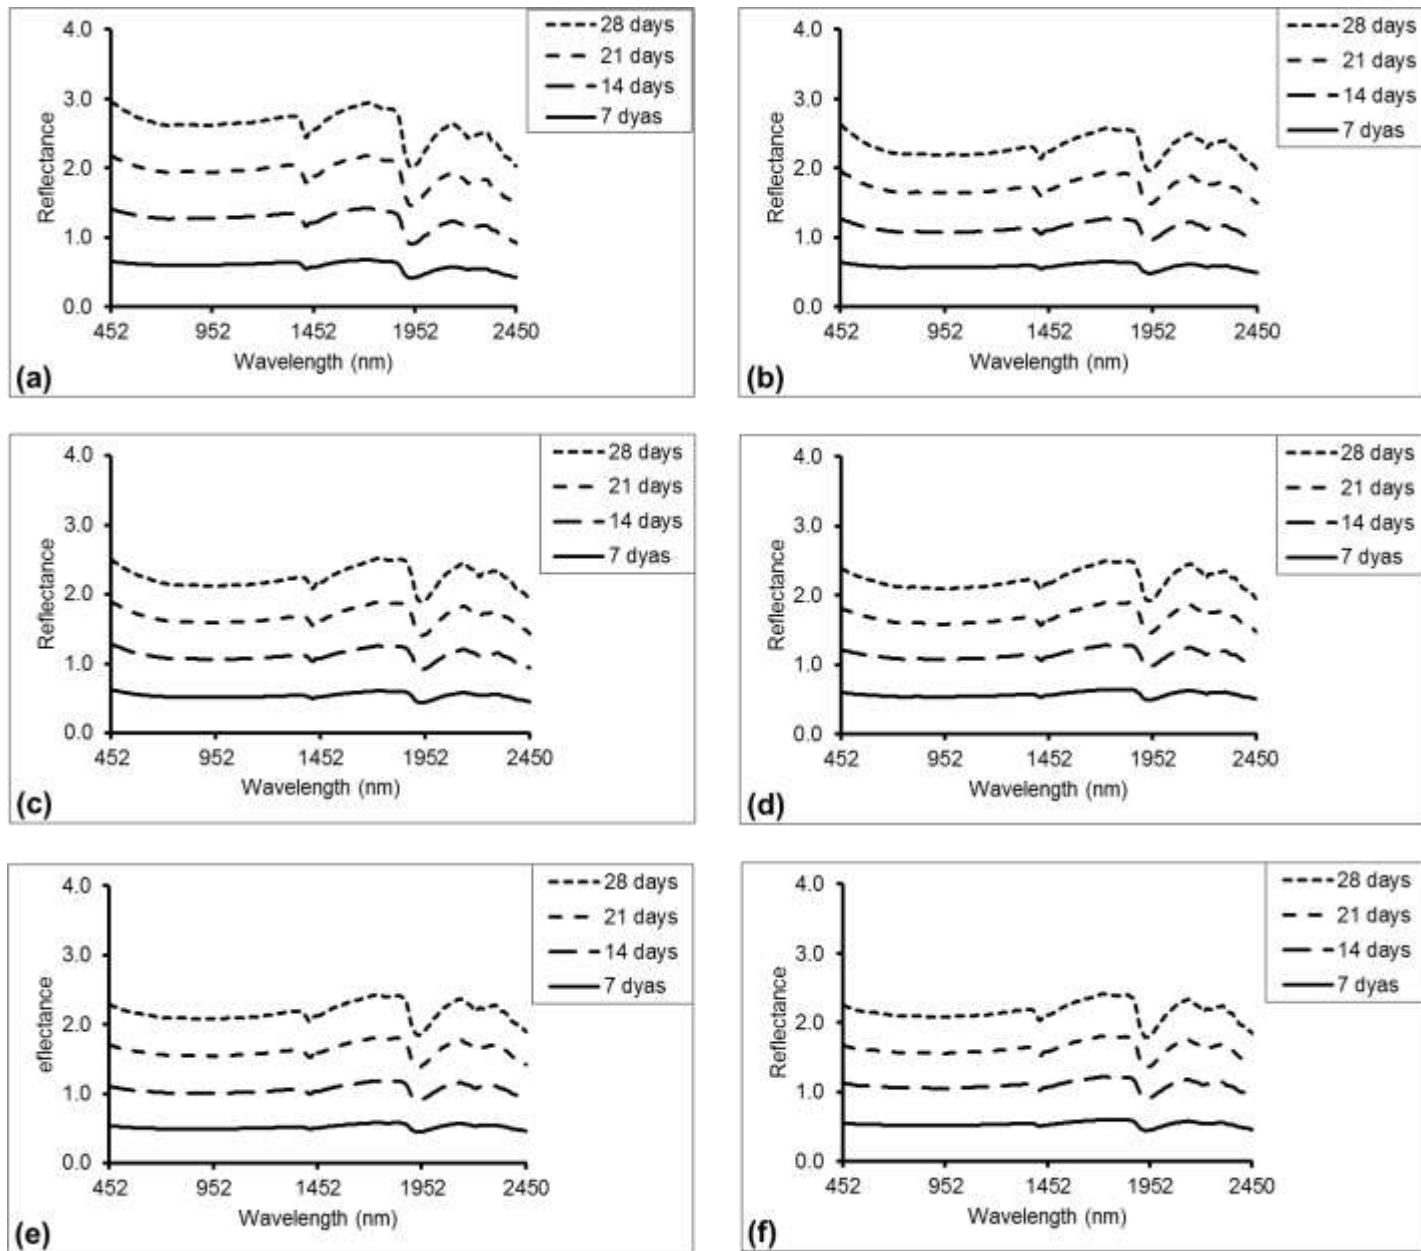 4.0
3.0
2.0
1.0
0.0
Reflectance
452 952 1452 1952 2450
Wavelength (nm)
28 days
21 days
14 days
7 dyas
(a)
4.0
3.0
2.0
1.0
0.0
Reflectance
452 952 1452 1952 2450
Wavelength (nm)
28 days
21 days
14 days
7 dyas
(b)
4.0
3.0
2.0
1.0
0.0
Reflectance
452 952 1452 1952 2450
Wavelength (nm)
28 days
21 days
14 days
7 dyas
(c)
4.0
3.0
2.0
1.0
0.0
Reflectance
452 952 1452 1952 2450
Wavelength (nm)
28 days
21 days
14 days
7 dyas
(d)
4.0
3.0
2.0
1.0
0.0
eflectance
452 952 1452 1952 2450
Wavelength (nm)
28 days
21 days
14 days
7 dyas
(e)
4.0
3.0
2.0
1.0
0.0
Reflectance
452 952 1452 1952 2450
Wavelength (nm)
28 days
21 days
14 days
7 dyas
(f)